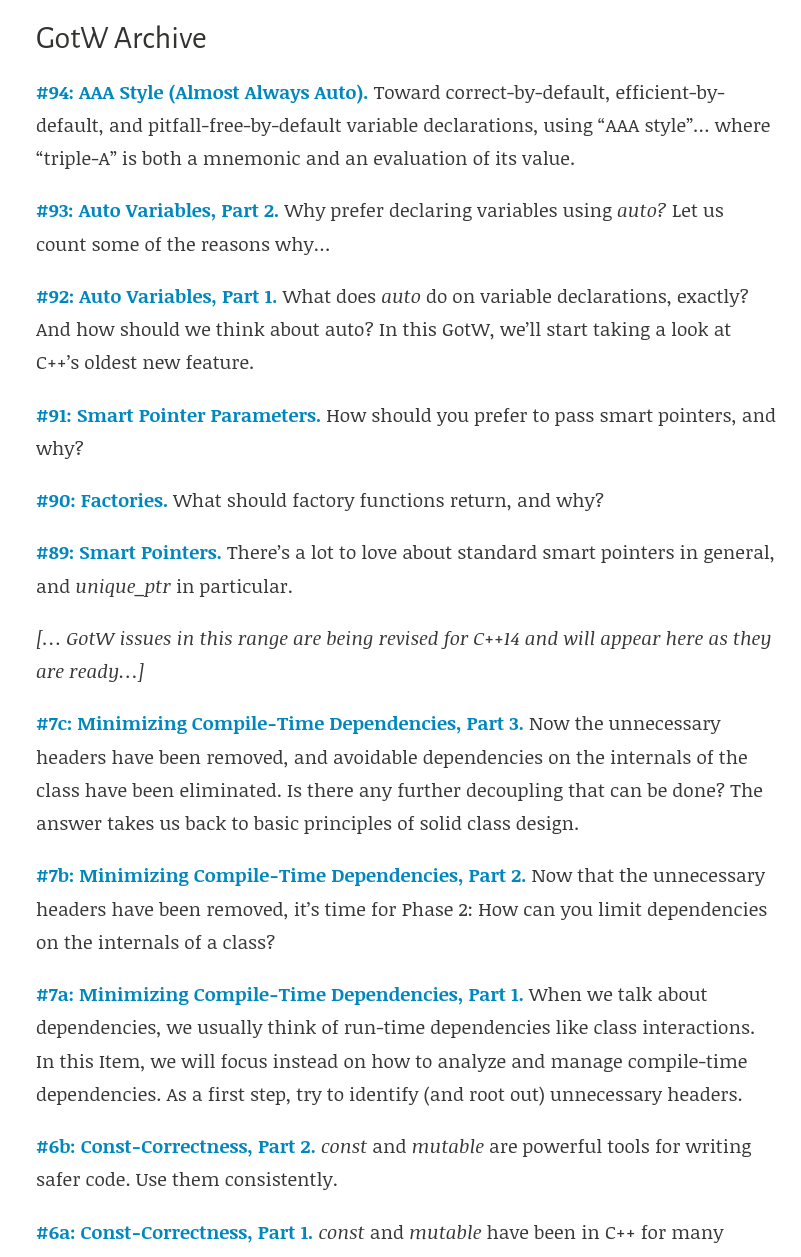 GotW Archive
#94: AAA Style (Almost Always Auto). Toward correct-by-default, efficient-by-
default, and pitfall-free-by-default variable declarations, using “AAA style”… where
“triple-A” is both a mnemonic and an evaluation of its value.
#93: Auto Variables, Part 2. Why prefer declaring variables using auto? Let us
count some of the reasons why…
#92: Auto Variables, Part 1. What does auto do on variable declarations, exactly?
And how should we think about auto? In this GotW, we’ll start taking a look at
C++’s oldest new feature.
#91: Smart Pointer Parameters. How should you prefer to pass smart pointers, and
why?
#90: Factories. What should factory functions return, and why?
#89: Smart Pointers. There’s a lot to love about standard smart pointers in general,
and unique_ptr in particular.
[… GotW issues in this range are being revised for C++14 and will appear here as they
are ready…]
#7c: Minimizing Compile-Time Dependencies, Part 3. Now the unnecessary
headers have been removed, and avoidable dependencies on the internals of the
class have been eliminated. Is there any further decoupling that can be done? The
answer takes us back to basic principles of solid class design.
#7b: Minimizing Compile-Time Dependencies, Part 2. Now that the unnecessary
headers have been removed, it’s time for Phase 2: How can you limit dependencies
on the internals of a class?
#7a: Minimizing Compile-Time Dependencies, Part 1. When we talk about
dependencies, we usually think of run-time dependencies like class interactions.
In this Item, we will focus instead on how to analyze and manage compile-time
dependencies. As a first step, try to identify (and root out) unnecessary headers.
#6b: Const-Correctness, Part 2. const and mutable are powerful tools for writing
safer code. Use them consistently.
#6a: Const-Correctness, Part 1. const and mutable have been in C++ for many